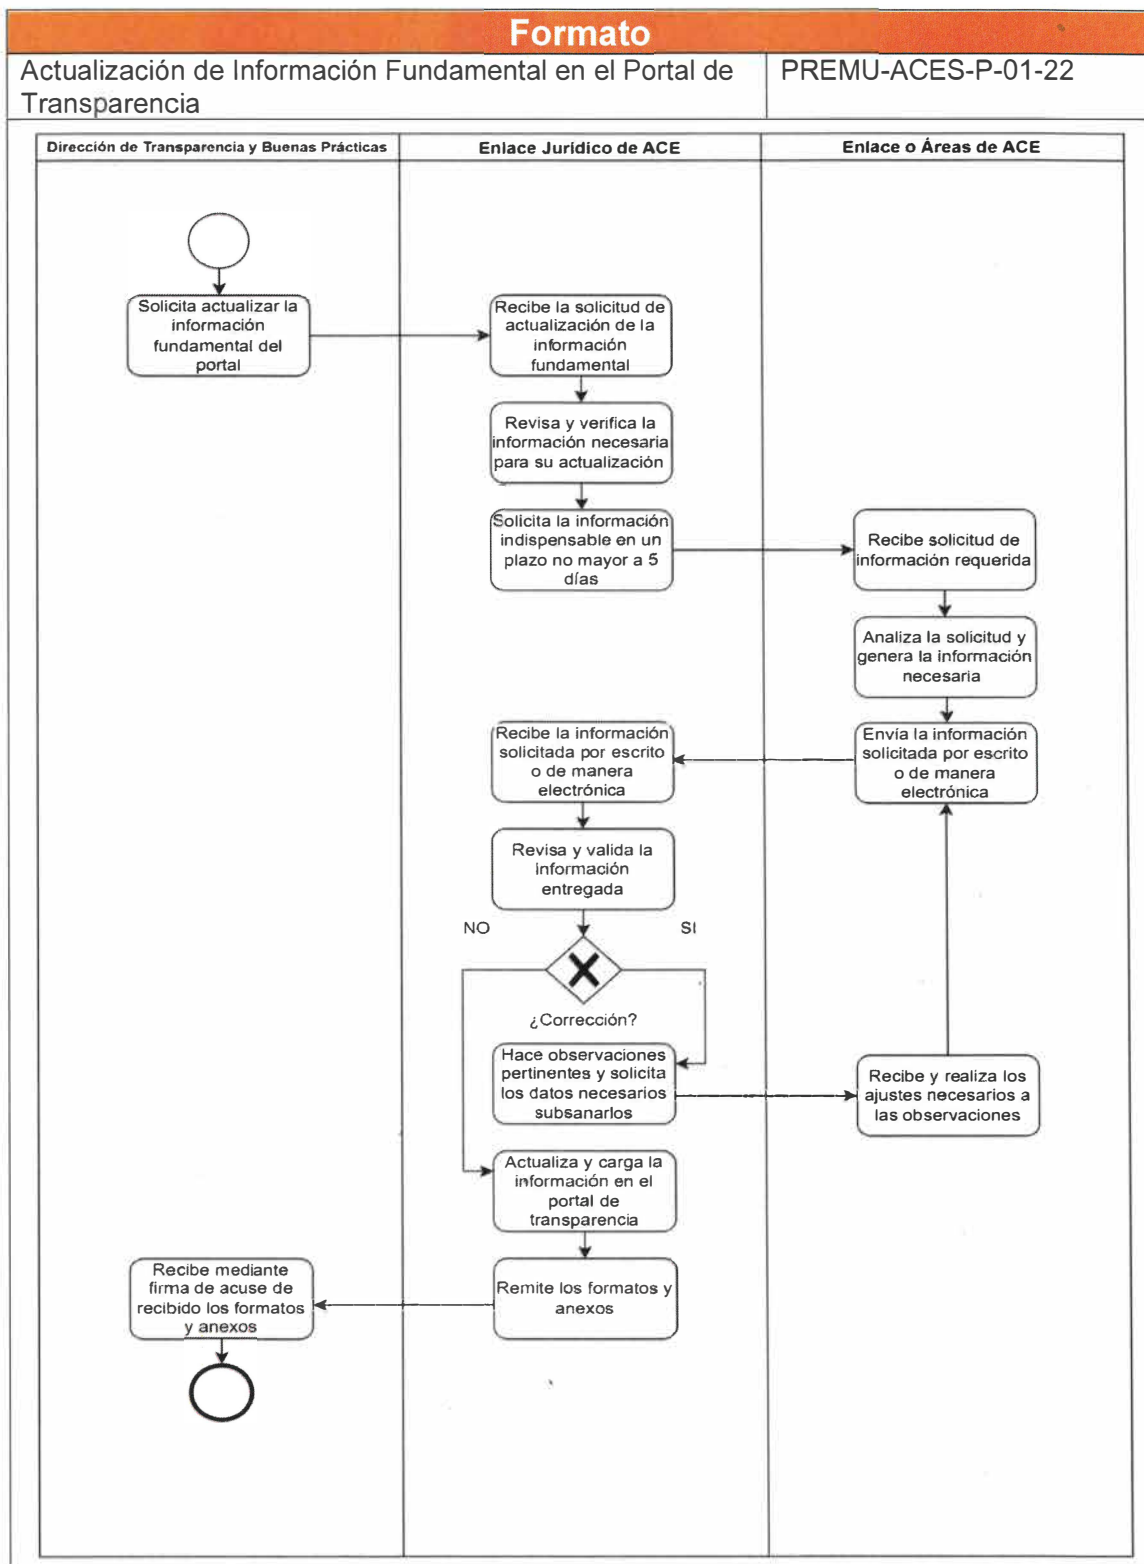 Formato
Actualización de Información Fundamental en el Portal de
Transparencia
PREMU-ACES-P-01-22
Dirección de Transparencia y Buenas Prácticas
Enlace Jurídico de ACE
Enlace o Áreas de ACE
Solicita actualizar la
información
fundamental del
portal
Recibe la solicitud de
actualización de la
información
fundamental
Revisa y verifica la
información necesaria
para su actualización
Solicita la información
indispensable en un
plazo no mayor a 5
días
Recibe solicitud de
información requerida
Analiza la solicitud y
genera la información
necesaria
Envía la información
solicitada por escrito
o de manera
electrónica
Recibe la información
solicitada por escrito
o de manera
electrónica
Revisa y valida la
información
entregada
NO
SI
¿Corrección?
Hace observaciones
pertinentes y solicita
los datos necesarios
subsanarlos
Recibe y realiza los
ajustes necesarios a
las observaciones
Actualiza y carga la
información en el
portal de
transparencia
Remite los formatos y
anexos
Recibe mediante
firma de acuse de
recibido los formatos
y anexos